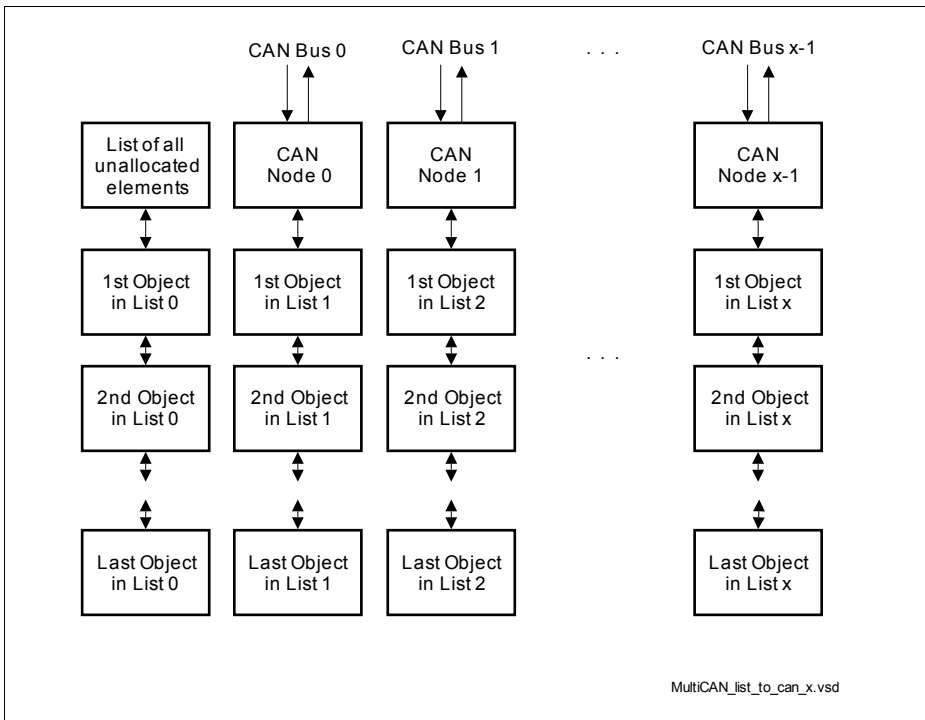 CAN Bus 0
CAN Bus 1
. . .
CAN Bus x-1
List of all
unallocated
elements
CAN
Node 0
CAN
Node 1
CAN
Node x-1
1st Object
in List 0
1st Object
in List 1
1st Object
in List 2
1st Object
in List x
. . .
2nd Object
in List 0
2nd Object
in List 1
2nd Object
in List 2
2nd Object
in List x
Last Object
in List 0
Last Object
in List 1
Last Object
in List 2
Last Object
in List x
MultiCAN_list_to_can_x.vsd